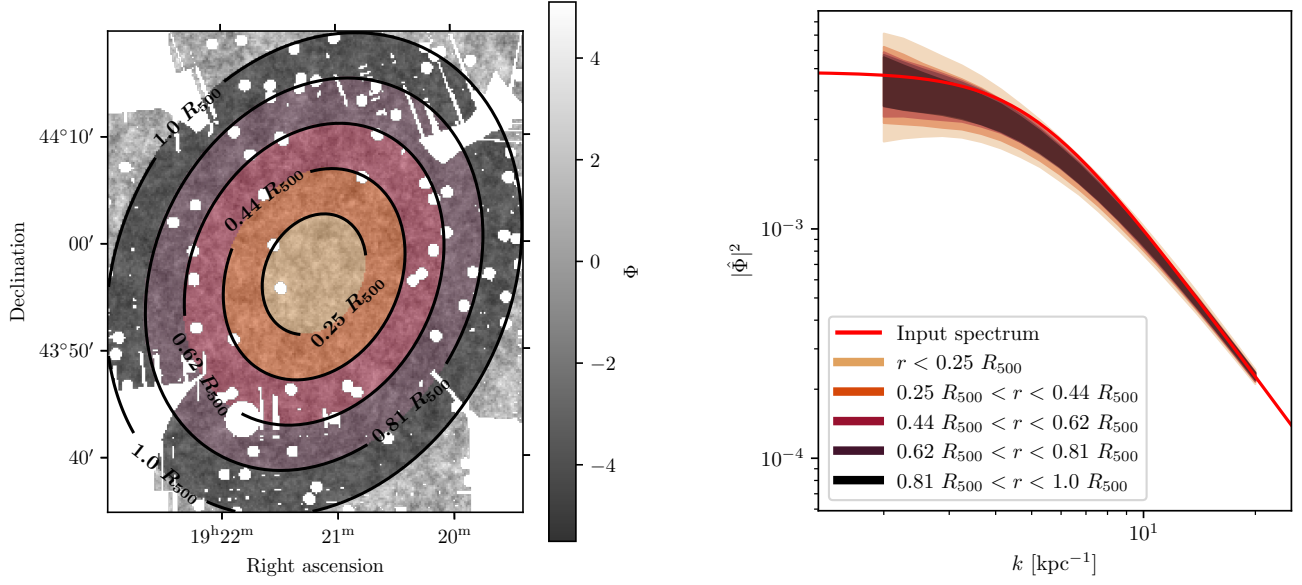 1.0 R₅₀₀
0.44 R₅₀₀
0.25 R₅₀₀
0.62 R₅₀₀
0.81 R₅₀₀
1.0 R₅₀₀
44°10′
00′
43°50′
40′
Declination
19ʰ22ᵐ
21ᵐ
20ᵐ
Right ascension
4
2
0
−2
−4
Φ
|Φ̂|²
10⁻³
10⁻⁴
Input spectrum
r < 0.25 R₅₀₀
0.25 R₅₀₀ < r < 0.44 R₅₀₀
0.44 R₅₀₀ < r < 0.62 R₅₀₀
0.62 R₅₀₀ < r < 0.81 R₅₀₀
0.81 R₅₀₀ < r < 1.0 R₅₀₀
10¹
k [kpc⁻¹]